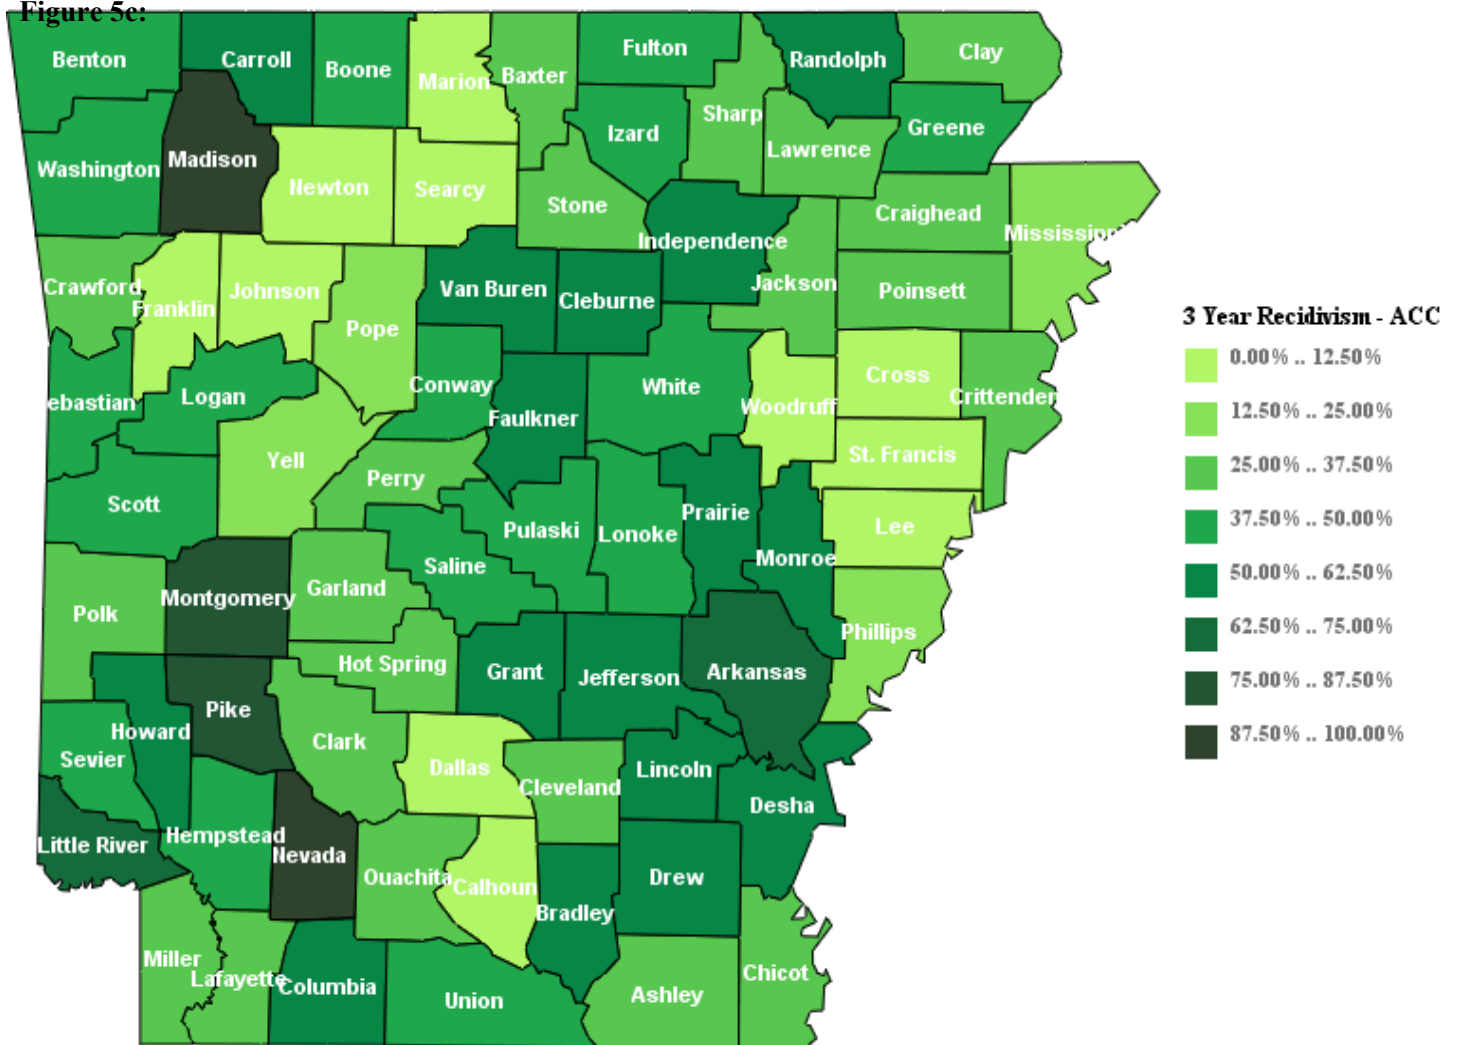 Figure 5c:
Benton
Carroll
Boone
Marion
Baxter
Fulton
Randolph
Clay
Sharp
Izard
Greene
Lawrence
Washington
Madison
Newton
Searcy
Stone
Craighead
Independence
Mississippi
Crawford
Franklin
Johnson
Pope
Van Buren
Cleburne
Jackson
Poinsett
3 Year Recidivism - ACC
0.00% .. 12.50%
12.50% .. 25.00%
25.00% .. 37.50%
37.50% .. 50.00%
50.00% .. 62.50%
62.50% .. 75.00%
75.00% .. 87.50%
87.50% .. 100.00%
ebastian
Logan
Conway
Faulkner
White
Woodruff
Cross
Crittenden
St. Francis
Yell
Perry
Scott
Pulaski
Lonoke
Prairie
Lee
Saline
Monroe
Polk
Montgomery
Garland
Phillips
Hot Spring
Grant
Jefferson
Arkansas
Pike
Howard
Sevier
Clark
Dallas
Cleveland
Lincoln
Desha
Little River
Hempstead
Nevada
Ouachita
Calhoun
Bradley
Drew
Miller
Lafayette
Columbia
Union
Ashley
Chicot